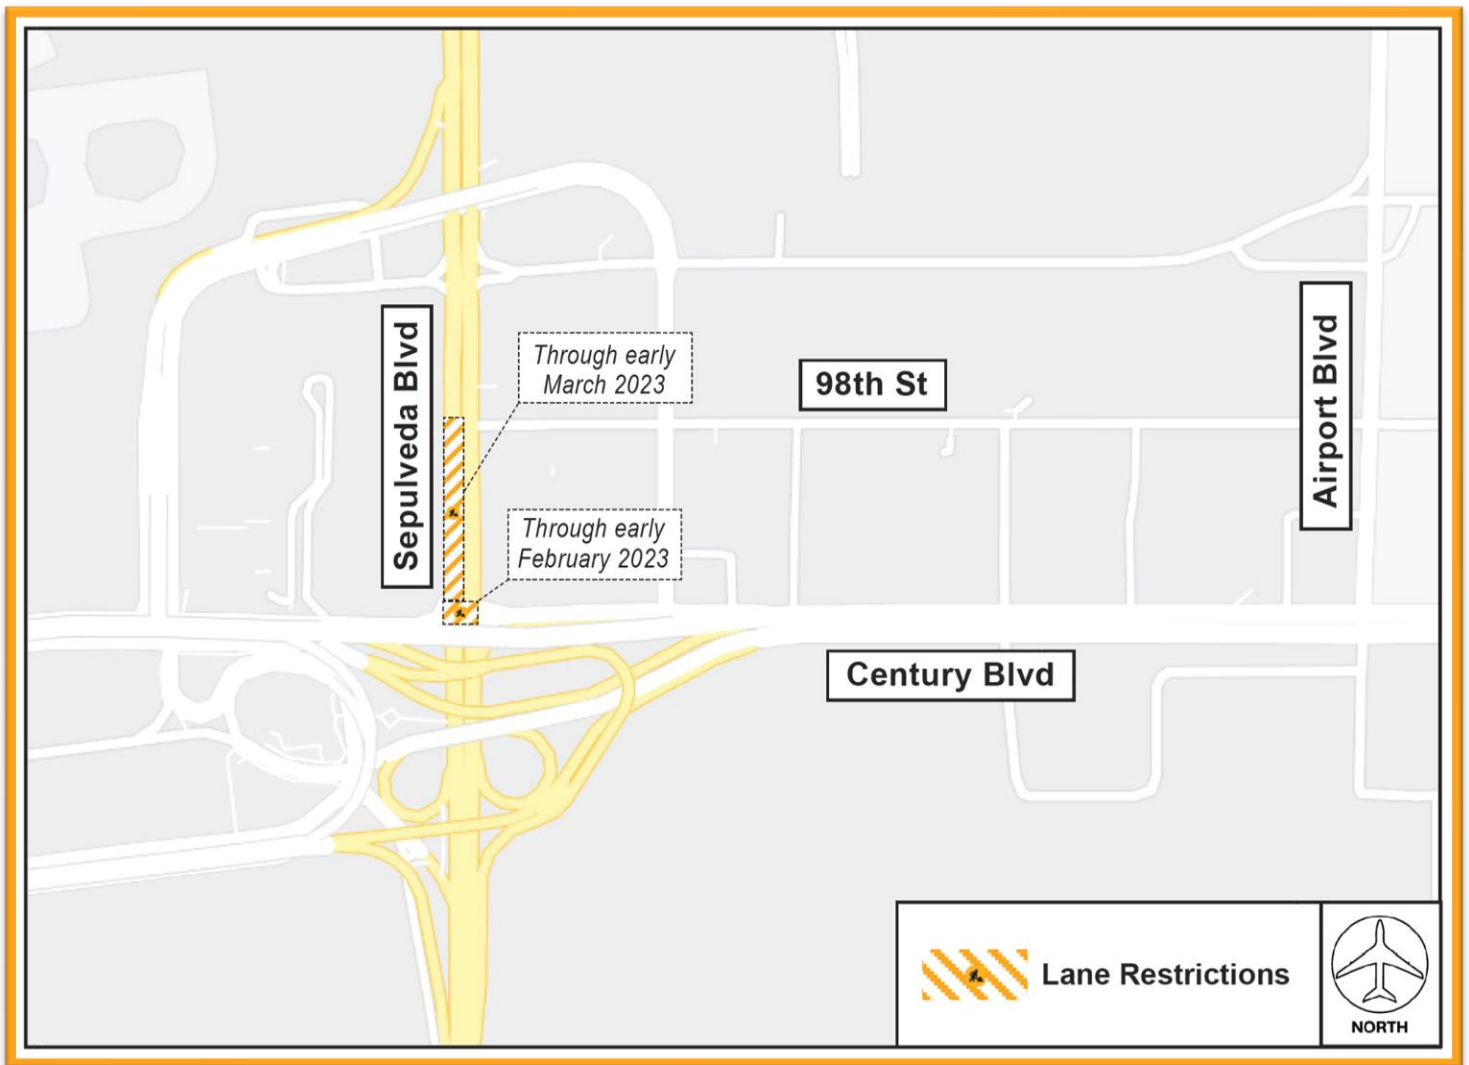 Through early
March 2023
98th St
Sepulveda Blvd
Airport Blvd
Through early
February 2023
Century Blvd
Lane Restrictions
NORTH